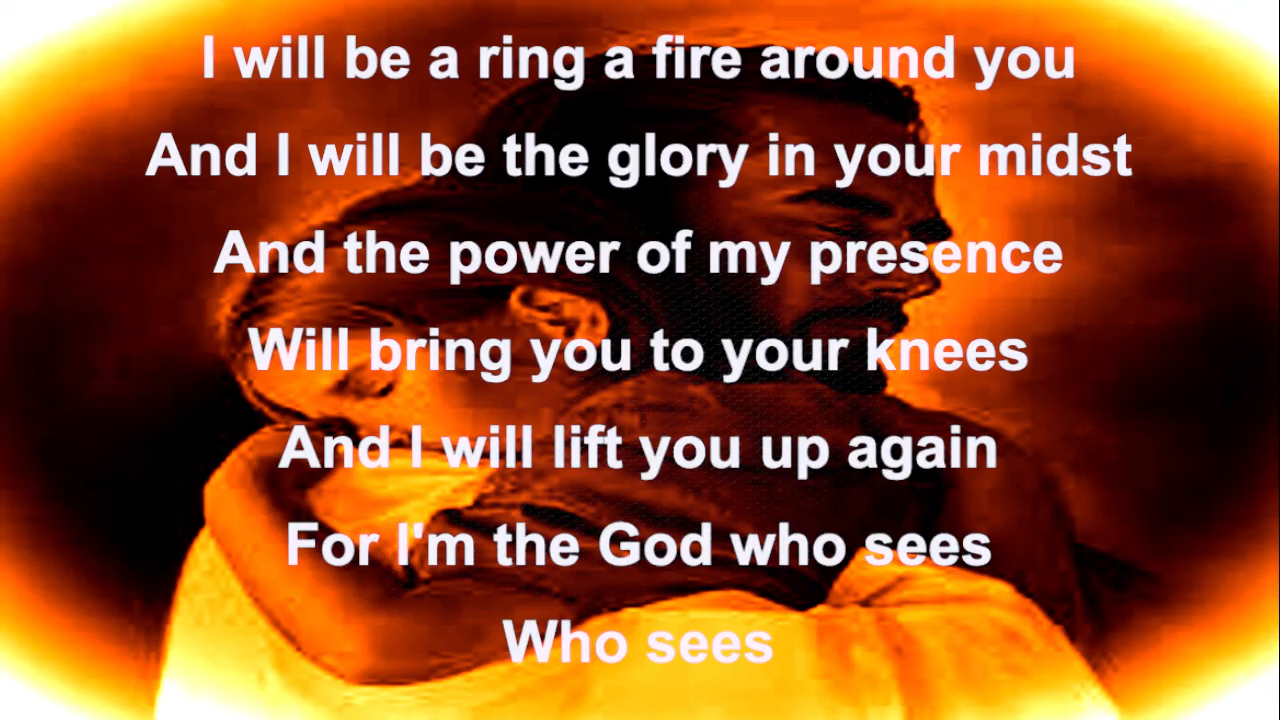 I will be a ring a fire around you
And I will be the glory in your midst
And the power of my presence
Will bring you to your knees
And I will lift you up again
For I'm the God who sees
Who sees